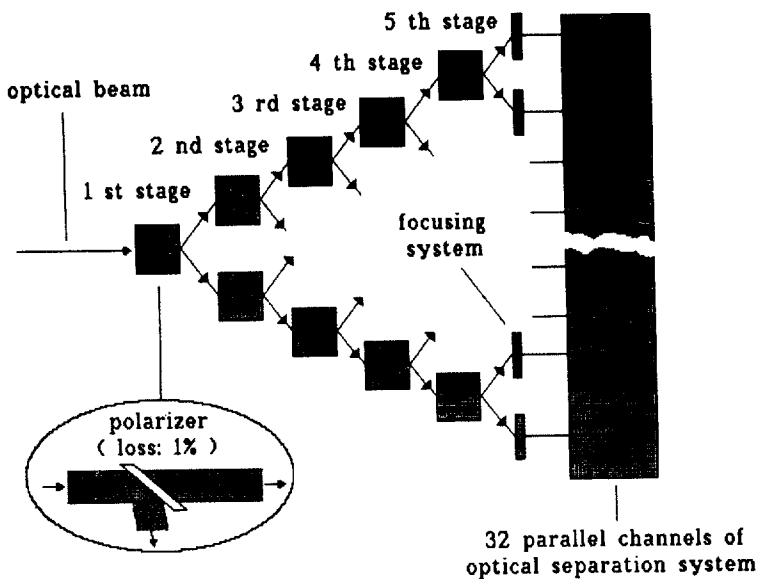 5 th stage
4 th stage
optical beam
3 rd stage
2 nd stage
1 st stage
focusing
system
polarizer
( loss: 1% )
32 parallel channels of
optical separation system